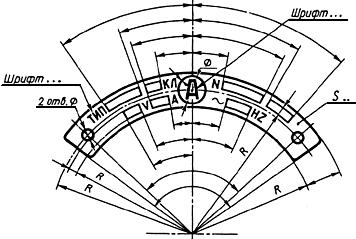 Шрифт...
Шрифт...
Ø
КЛ A N
ТИП V A ~ HZ
S..
2 отв. Ø
R
R
R
R
R